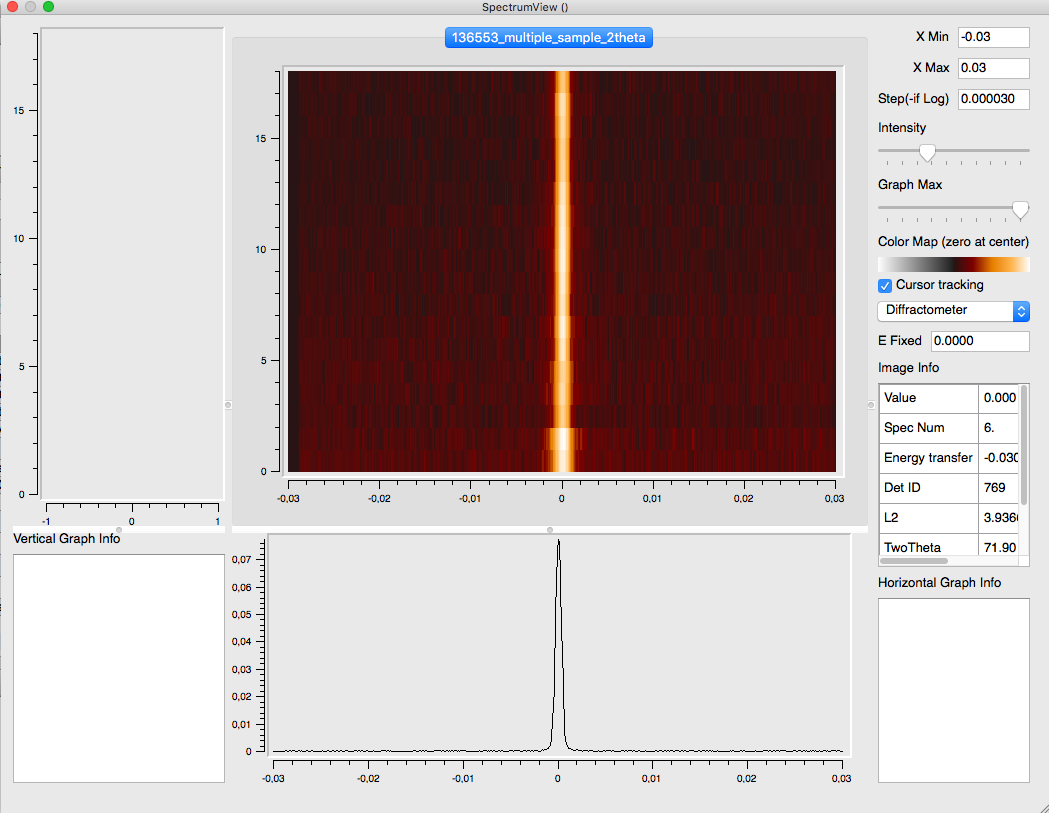 SpectrumView ()
136553_multiple_sample_2theta
15
10
5
0
-1 0 1
15
10
5
0
-0.03 -0,02 -0,01 0 0,01 0,02 0,03
X Min -0.03
X Max 0.03
Step(-if Log) 0.000030
Intensity
Graph Max
Color Map (zero at center)
Cursor tracking
Diffractometer
E Fixed 0.0000
Image Info
Value 0.000
Spec Num 6.
Energy transfer -0.030
Det ID 769
L2 3.936
TwoTheta 71.90
Vertical Graph Info
0,07
0,06
0,05
0,04
0,03
0,02
0,01
0
-0,03 -0,02 -0,01 0 0,01 0,02 0,03
Horizontal Graph Info